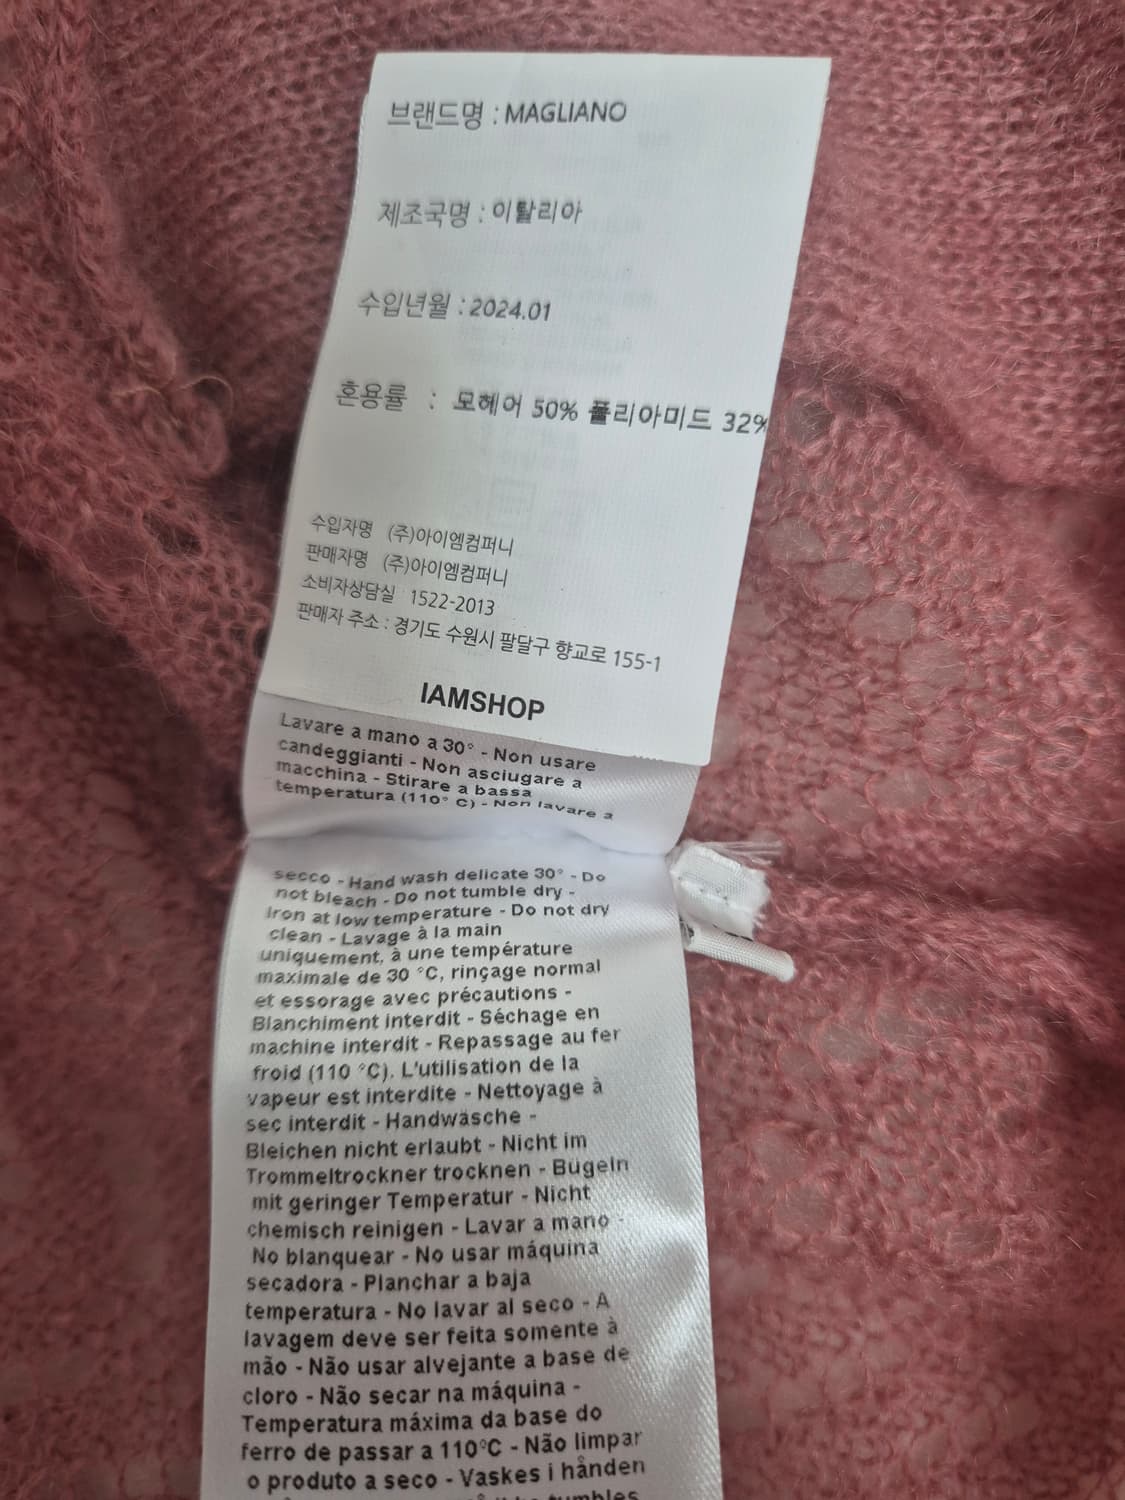 브랜드명 : MAGLIANO
제조국명 : 이탈리아
수입년월 : 2024.01
혼용률 : 모헤어 50% 폴리아미드 32%
수입자명 (주)아이엠컴퍼니
판매자명 (주)아이엠컴퍼니
소비자상담실 1522-2013
판매자 주소 : 경기도 수원시 팔달구 향교로 155-1
IAMSHOP
Lavare a mano a 30° - Non usare
candeggianti - Non asciugare a
macchina - Stirare a bassa
temperatura (110° C) - Non lavare a
secco - Hand wash delicate 30° - Do
not bleach - Do not tumble dry -
Iron at low temperature - Do not dry
clean - Lavage à la main
uniquement, à une température
maximale de 30 °C, rinçage normal
et essorage avec précautions -
Blanchiment interdit - Séchage en
machine interdit - Repassage au fer
froid (110 °C). L'utilisation de la
vapeur est interdite - Nettoyage à
sec interdit - Handwäsche -
Bleichen nicht erlaubt - Nicht im
Trommeltrockner trocknen - Bügeln
mit geringer Temperatur - Nicht
chemisch reinigen - Lavar a mano -
No blanquear - No usar máquina
secadora - Planchar a baja
temperatura - No lavar al seco - A
lavagem deve ser feita somente à
mão - Não usar alvejante a base de
cloro - Não secar na máquina -
Temperatura máxima da base do
ferro de passar a 110°C - Não limpar
o produto a seco - Vaskes i hånden
tumbles